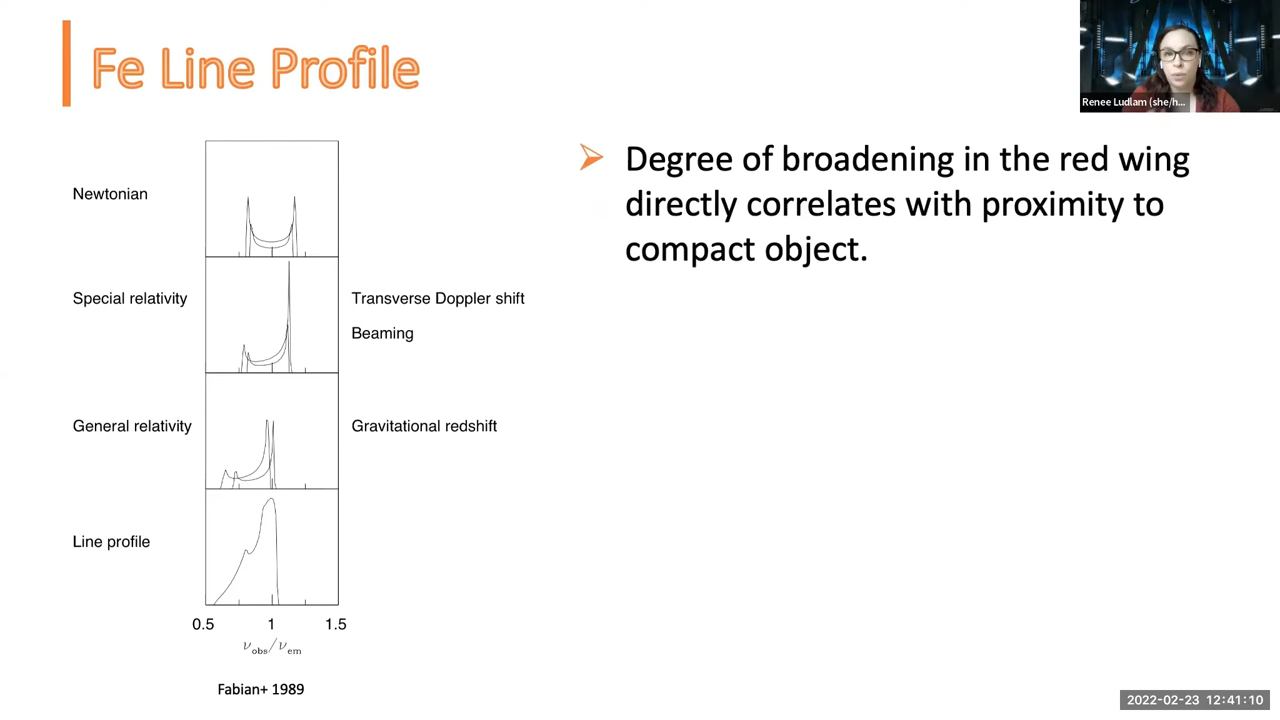 Fe Line Profile
Renee Ludlam (she/h...
Newtonian
Special relativity
Transverse Doppler shift
Beaming
General relativity
Gravitational redshift
Line profile
0.5 1 1.5
ν_obs/ν_em
Fabian+ 1989
Degree of broadening in the red wing
directly correlates with proximity to
compact object.
2022-02-23 12:41:10